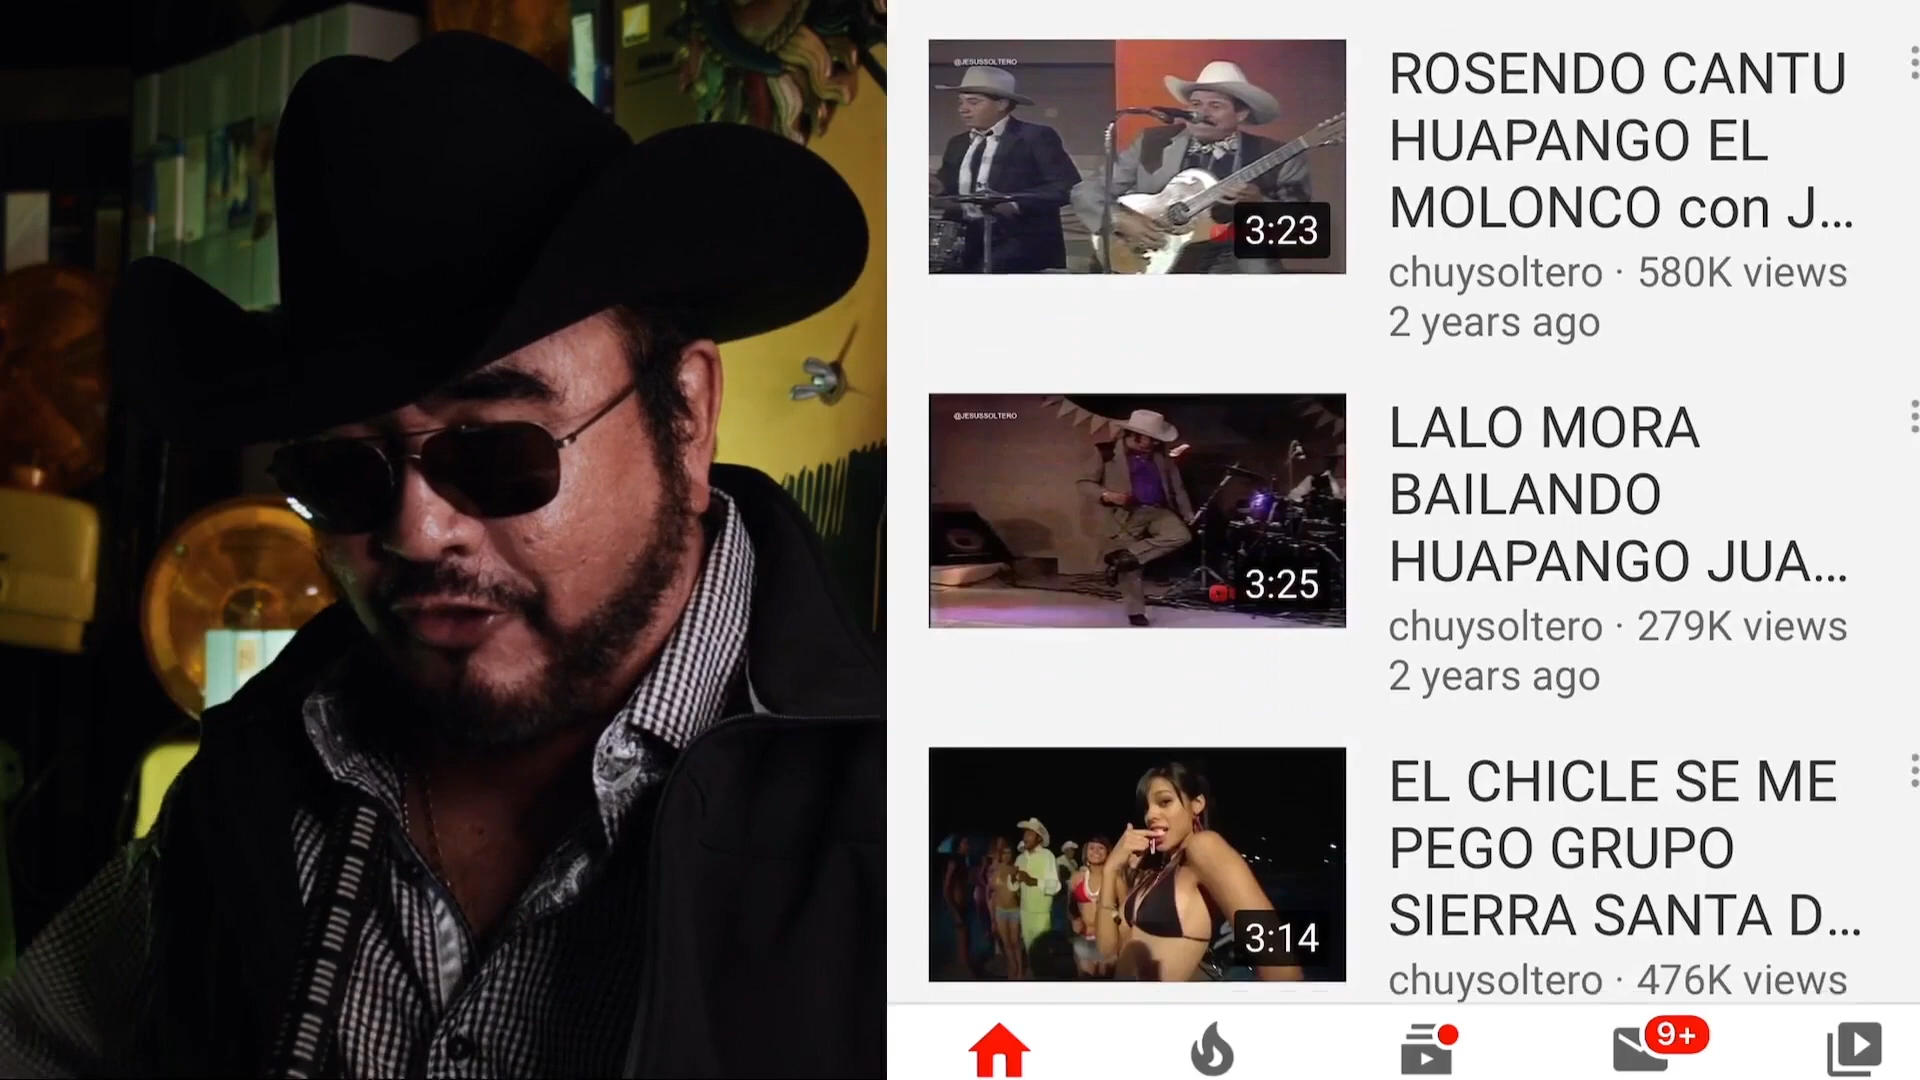 @JESUSSOLTERO
3:23
ROSENDO CANTU
HUAPANGO EL
MOLONCO con J...
chuysoltero · 580K views
2 years ago
@JESUSSOLTERO
3:25
LALO MORA
BAILANDO
HUAPANGO JUA...
chuysoltero · 279K views
2 years ago
3:14
EL CHICLE SE ME
PEGO GRUPO
SIERRA SANTA D...
chuysoltero · 476K views
9+